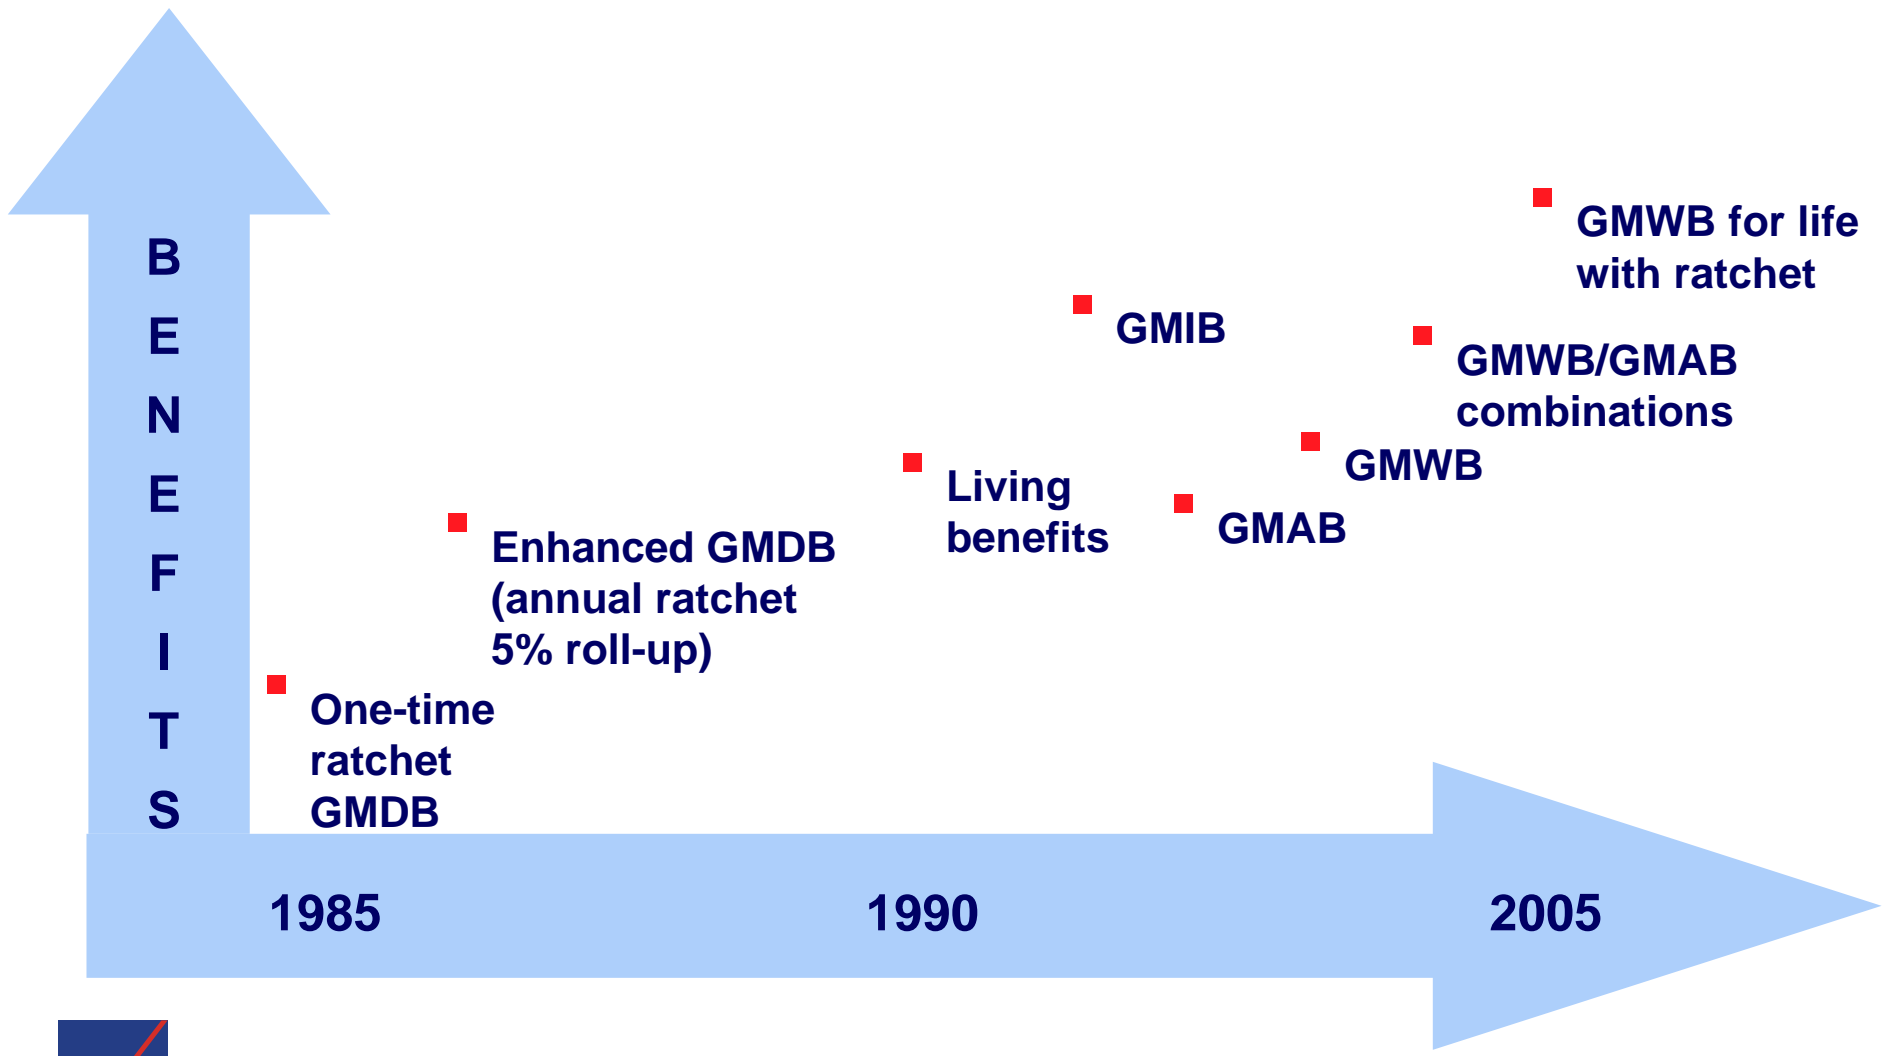 B
E
N
E
F
I
T
S
GMWB for life
with ratchet
GMIB
GMWB/GMAB
combinations
GMWB
Living
benefits
GMAB
Enhanced GMDB
(annual ratchet
5% roll-up)
One-time
ratchet
GMDB
1985
1990
2005